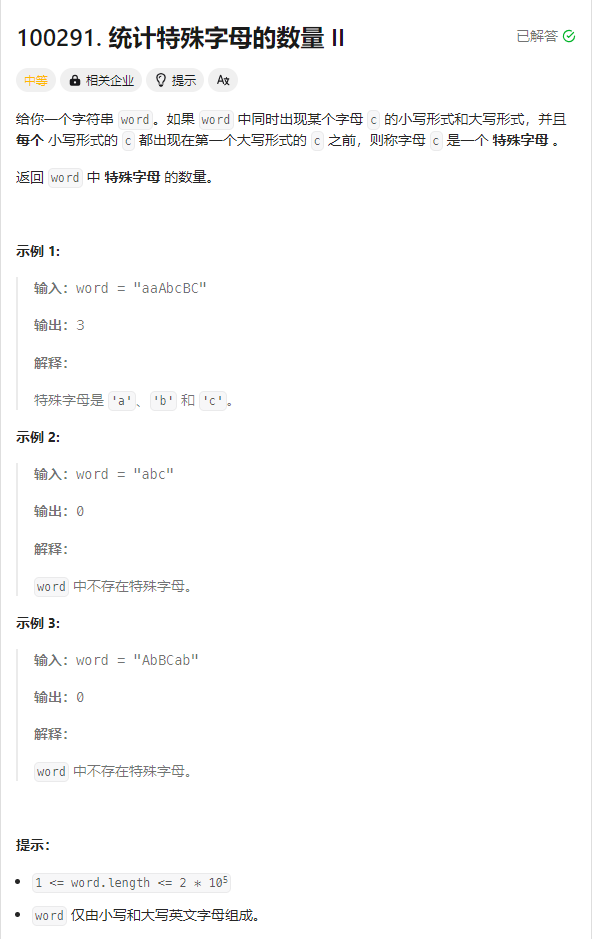 100291. 统计特殊字母的数量 II
已解答
中等 相关企业 提示 Aあ
给你一个字符串 word。如果 word 中同时出现某个字母 c 的小写形式和大写形式，并且
每个 小写形式的 c 都出现在第一个大写形式的 c 之前，则称字母 c 是一个 特殊字母 。
返回 word 中 特殊字母 的数量。
示例 1:
输入：word = "aaAbcBC"
输出：3
解释：
特殊字母是 'a'、'b' 和 'c'。
示例 2:
输入：word = "abc"
输出：0
解释：
word 中不存在特殊字母。
示例 3:
输入：word = "AbBCab"
输出：0
解释：
word 中不存在特殊字母。
提示：
1 <= word.length <= 2 * 10⁵
word 仅由小写和大写英文字母组成。